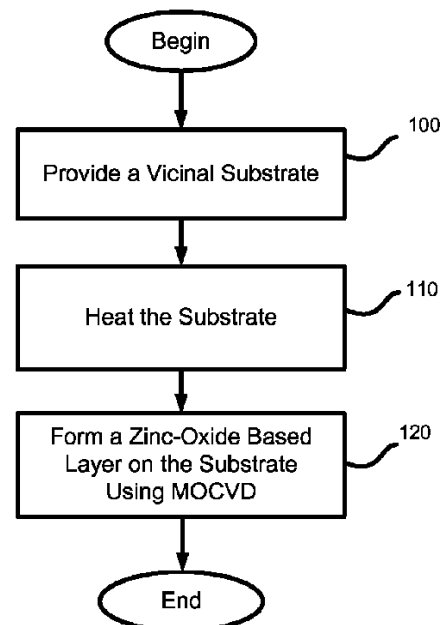 Begin
100
Provide a Vicinal Substrate
110
Heat the Substrate
120
Form a Zinc-Oxide Based
Layer on the Substrate
Using MOCVD
End